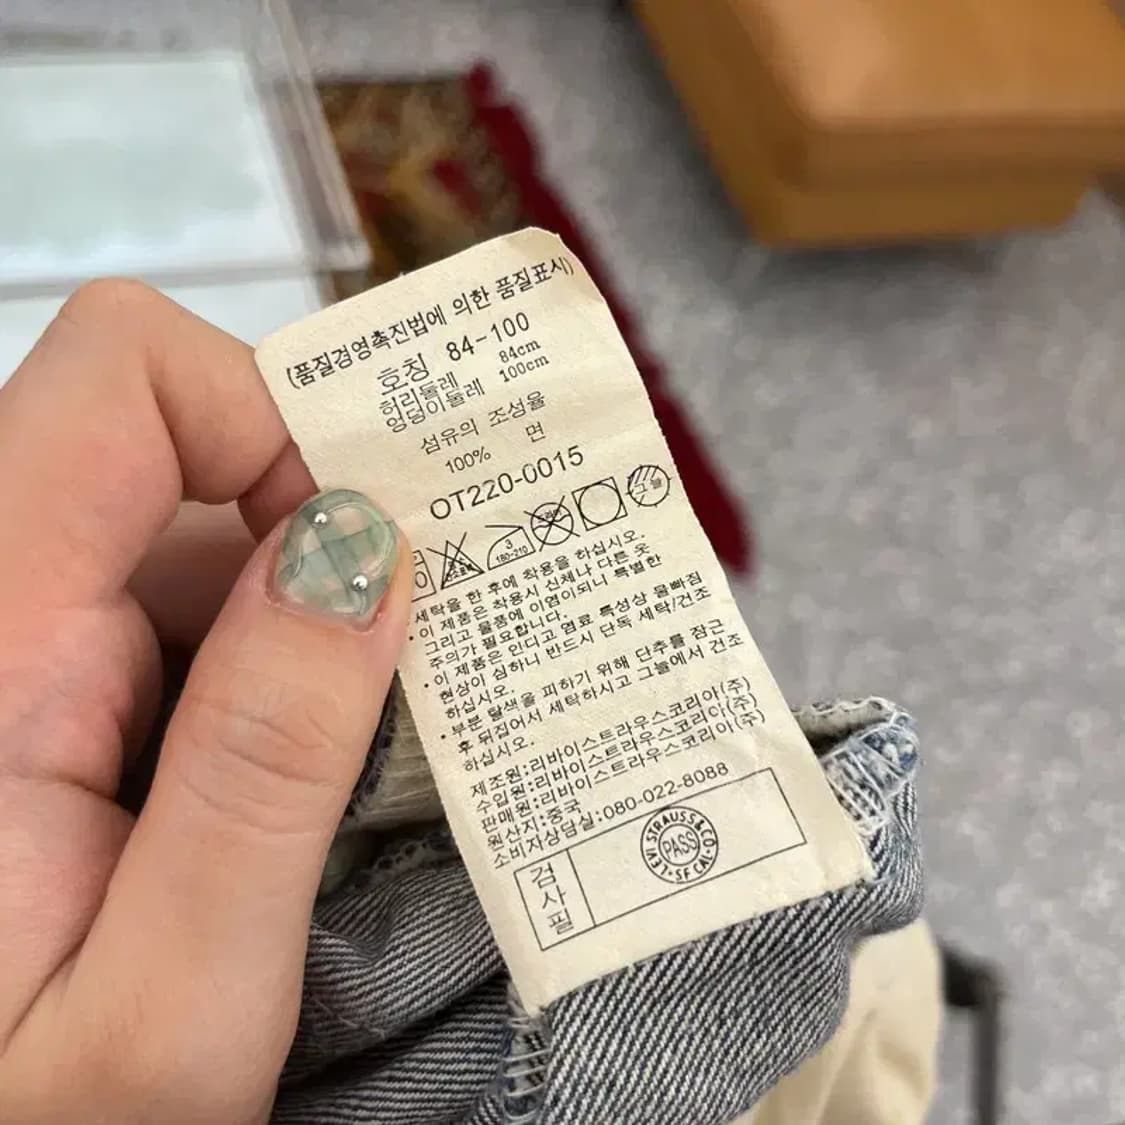 (품질경영촉진법에 의한 품질표시)
호칭 84-100
허리둘레 84cm
엉덩이둘레 100cm
섬유의 조성율
100% 면
OT220-0015
3
180-210
그늘
세탁을 한 후에 착용을 하십시오.
• 이 제품은 착용시 신체나 다른 옷
그리고 물품에 이염이되니 특별한
주의가 필요합니다.
• 이 제품은 인디고 염료 특성상 물빠짐
현상이 심하니 반드시 단독 세탁/건조
하십시오.
• 부분 탈색을 피하기 위해 단추를 잠근
후 뒤집어서 세탁하시고 그늘에서 건조
하십시오.
제조원:리바이스트라우스코리아(주)
수입원:리바이스트라우스코리아(주)
판매원:리바이스트라우스코리아(주)
원산지:중국
소비자상담실:080-022-8088
검사필
LEVI STRAUSS & CO
PASS
SF CAL